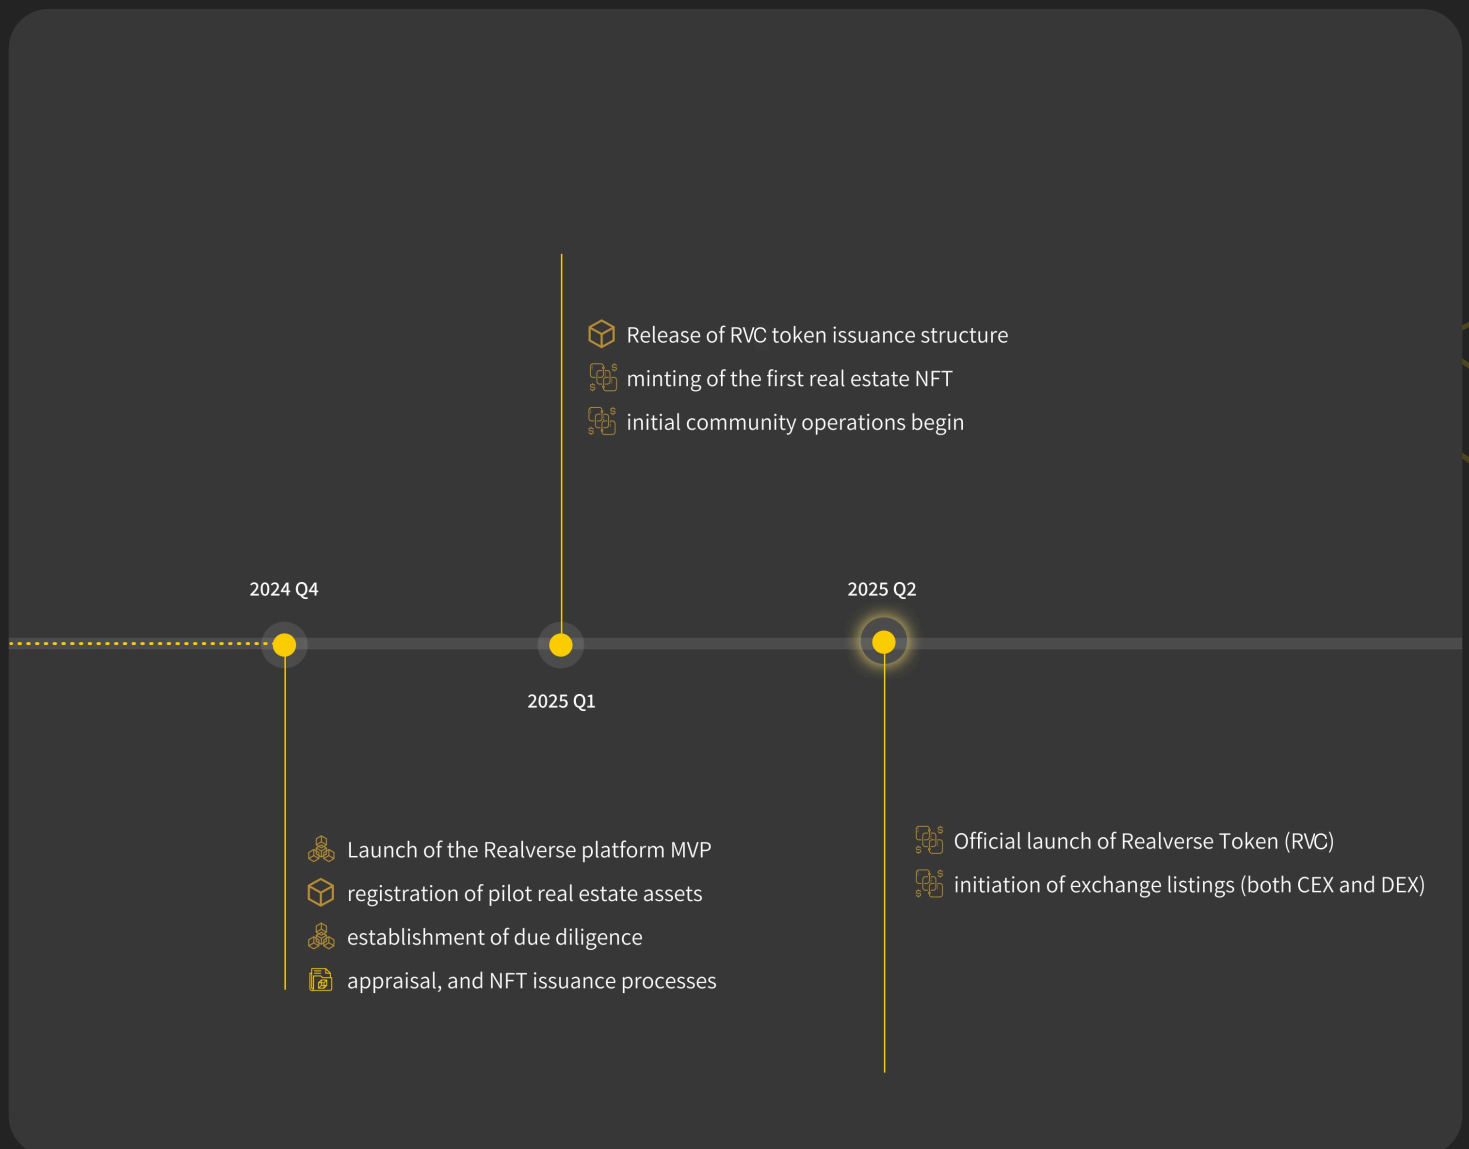 Release of RVC token issuance structure
minting of the first real estate NFT
initial community operations begin
2024 Q4
2025 Q2
2025 Q1
Launch of the Realverse platform MVP
registration of pilot real estate assets
establishment of due diligence
appraisal, and NFT issuance processes
Official launch of Realverse Token (RVC)
initiation of exchange listings (both CEX and DEX)